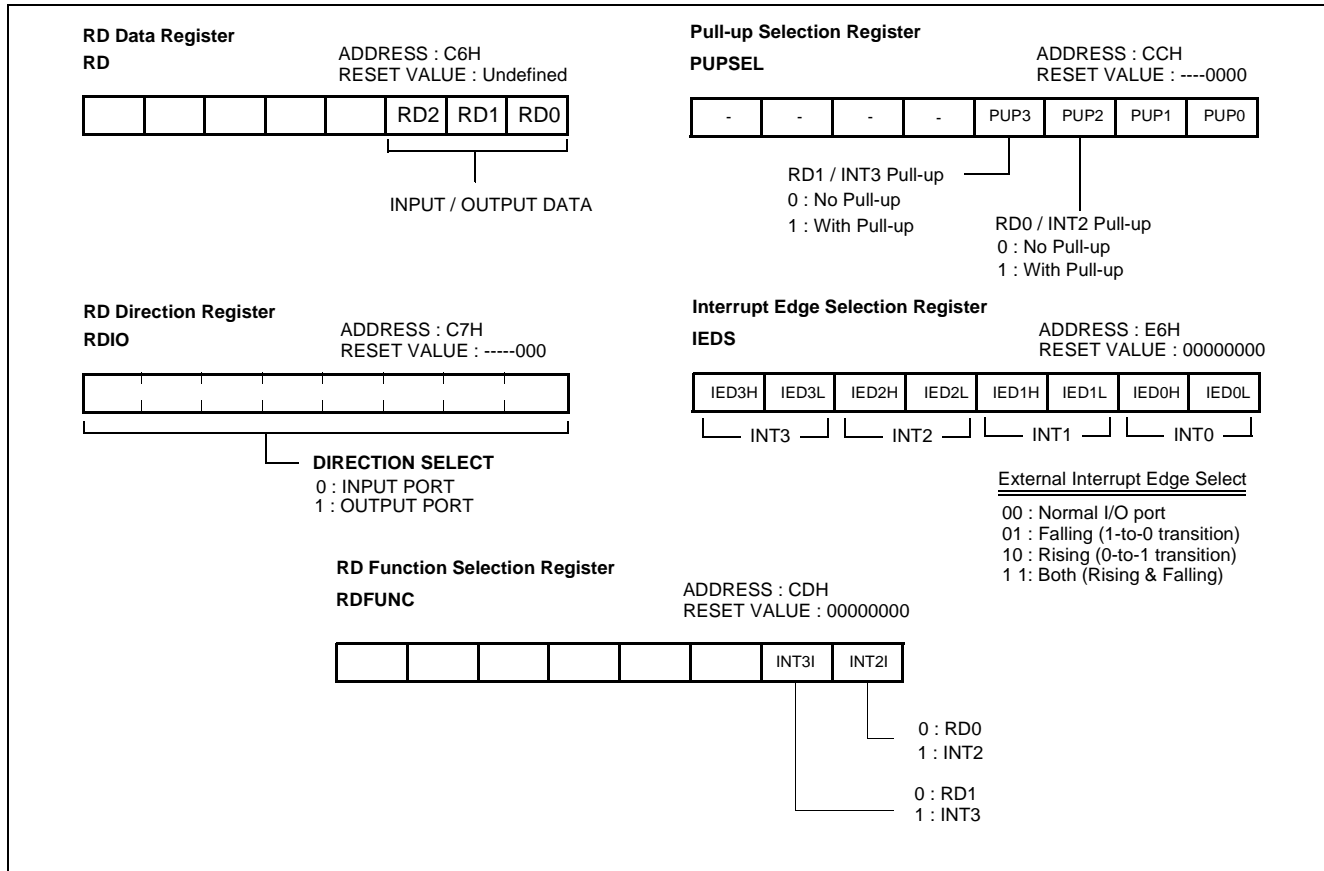 RD Data Register
RD
ADDRESS : C6H
RESET VALUE : Undefined
RD2 RD1 RD0
INPUT / OUTPUT DATA
Pull-up Selection Register
PUPSEL
ADDRESS : CCH
RESET VALUE : ----0000
- - - - PUP3 PUP2 PUP1 PUP0
RD1 / INT3 Pull-up
0 : No Pull-up
1 : With Pull-up
RD0 / INT2 Pull-up
0 : No Pull-up
1 : With Pull-up
RD Direction Register
RDIO
ADDRESS : C7H
RESET VALUE : -----000
DIRECTION SELECT
0 : INPUT PORT
1 : OUTPUT PORT
Interrupt Edge Selection Register
IEDS
ADDRESS : E6H
RESET VALUE : 00000000
IED3H IED3L IED2H IED2L IED1H IED1L IED0H IED0L
INT3 INT2 INT1 INT0
External Interrupt Edge Select
00 : Normal I/O port
01 : Falling (1-to-0 transition)
10 : Rising (0-to-1 transition)
1 1: Both (Rising & Falling)
RD Function Selection Register
RDFUNC
ADDRESS : CDH
RESET VALUE : 00000000
INT3I INT2I
0 : RD0
1 : INT2
0 : RD1
1 : INT3